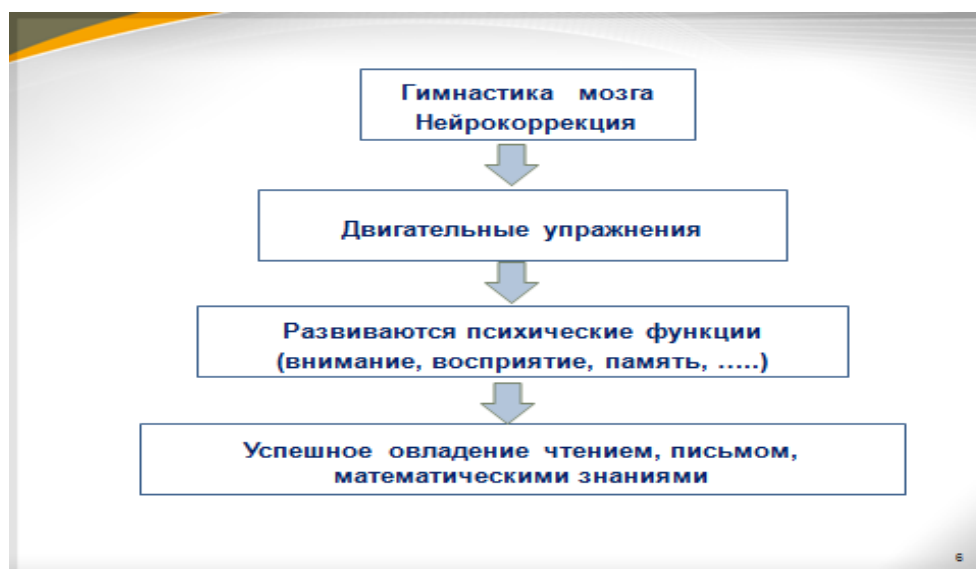 Гимнастика мозга
Нейрокоррекция
Двигательные упражнения
Развиваются психические функции
(внимание, восприятие, память, .....)
Успешное овладение чтением, письмом,
математическими знаниями
6